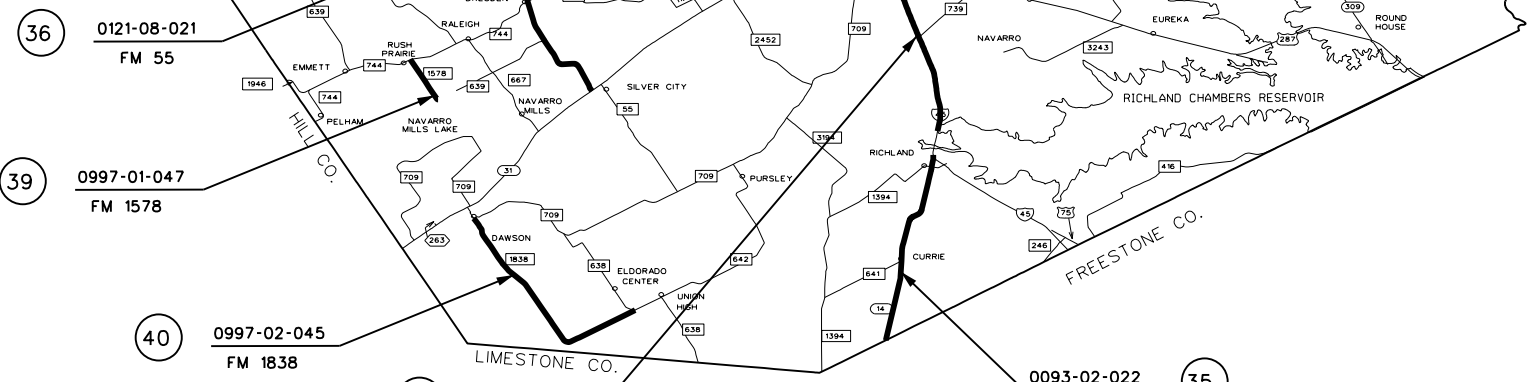 36
0121-08-021
FM 55
639
RALEIGH
744
RUSH
PRAIRIE
EMMETT
744
1578
1946
744
PELHAM
639
667
NAVARRO
MILLS
NAVARRO
MILLS LAKE
SILVER CITY
55
2452
709
739
NAVARRO
3243
EUREKA
287
309
ROUND
HOUSE
RICHLAND CHAMBERS RESERVOIR
HILL CO.
39
0997-01-047
FM 1578
31
709
709
709
709
PURSLEY
3194
RICHLAND
1394
416
45
75
246
263
DAWSON
1838
638
ELDORADO
CENTER
642
UNION
HIGH
638
641
CURRIE
14
1394
FREESTONE CO.
40
0997-02-045
FM 1838
LIMESTONE CO.
0093-02-022
35